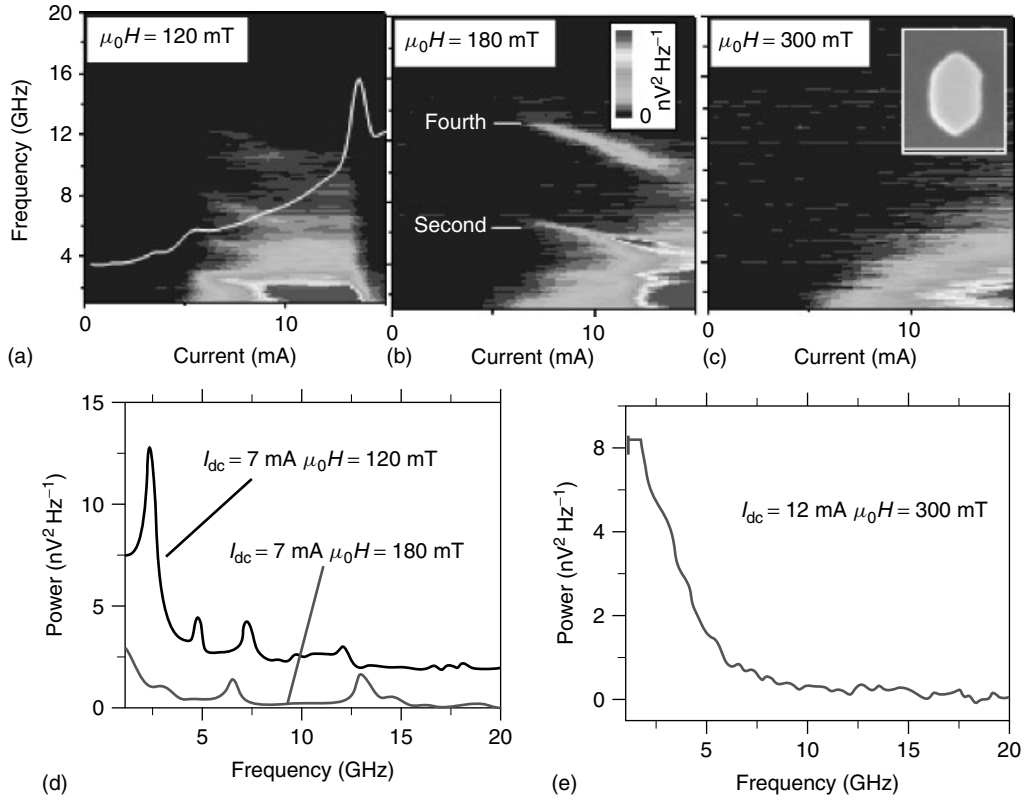 20
16
12
8
4
Frequency (GHz)
μ₀H = 120 mT
0
10
Current (mA)
(a)
μ₀H = 180 mT
0
nV² Hz⁻¹
Fourth
Second
0
10
Current (mA)
(b)
μ₀H = 300 mT
0
10
Current (mA)
(c)
15
10
5
0
Power (nV² Hz⁻¹)
I_dc = 7 mA μ₀H = 120 mT
I_dc = 7 mA μ₀H = 180 mT
5
10
15
20
Frequency (GHz)
(d)
8
4
2
0
Power (nV² Hz⁻¹)
I_dc = 12 mA μ₀H = 300 mT
5
10
15
20
Frequency (GHz)
(e)